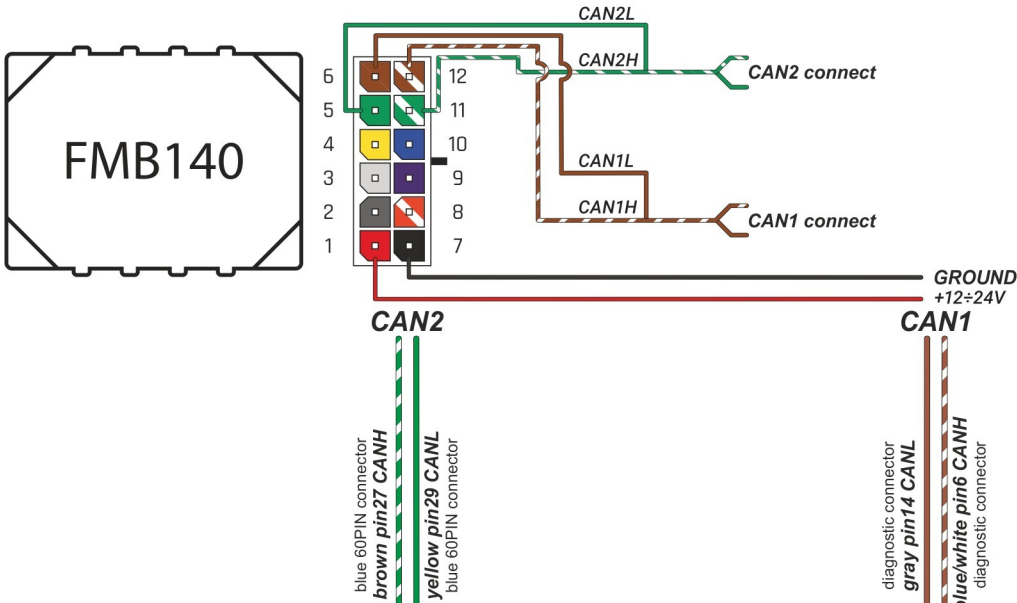 CAN2L
CAN2H
CAN2 connect
FMB140
6 12
5 11
4 10
3 9
2 8
1 7
CAN1L
CAN1H
CAN1 connect
GROUND
+12÷24V
CAN2
CAN1
blue 60PIN connector
brown pin27 CANH
yellow pin29 CANL
blue 60PIN connector
diagnostic connector
gray pin14 CANL
blue/white pin6 CANH
diagnostic connector